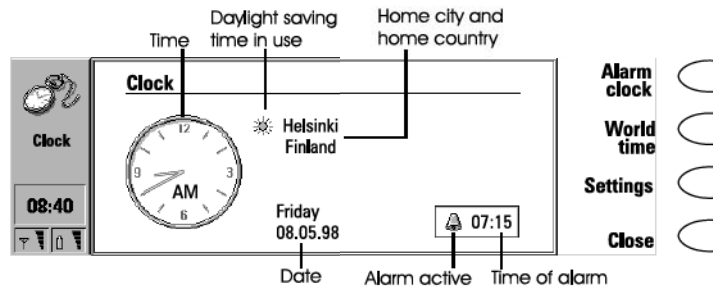 Daylight saving
time in use
Home city and
home country
Time
Clock
Clock
12
3
6
9
AM
Helsinki
Finland
Friday
08.05.98
07:15
08:40
Alarm
clock
World
time
Settings
Close
Date
Alarm active
Time of alarm